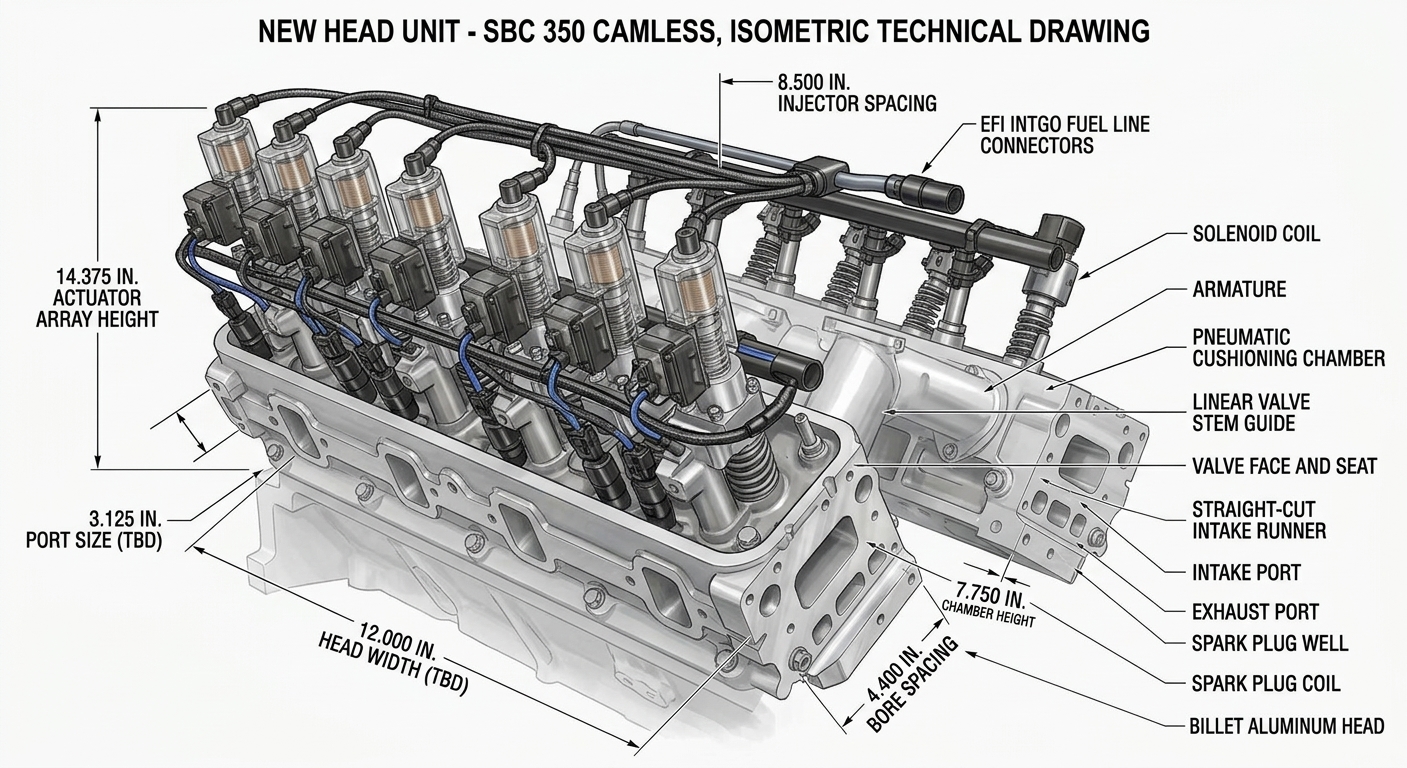 NEW HEAD UNIT - SBC 350 CAMLESS, ISOMETRIC TECHNICAL DRAWING
8.500 IN.
INJECTOR SPACING
EFI INTGO FUEL LINE
CONNECTORS
14.375 IN.
ACTUATOR
ARRAY HEIGHT
3.125 IN.
PORT SIZE (TBD)
12.000 IN.
HEAD WIDTH (TBD)
4.400 IN.
BORE SPACING
7.750 IN.
CHAMBER HEIGHT
SOLENOID COIL
ARMATURE
PNEUMATIC
CUSHIONING CHAMBER
LINEAR VALVE
STEM GUIDE
VALVE FACE AND SEAT
STRAIGHT-CUT
INTAKE RUNNER
INTAKE PORT
EXHAUST PORT
SPARK PLUG WELL
SPARK PLUG COIL
BILLET ALUMINUM HEAD